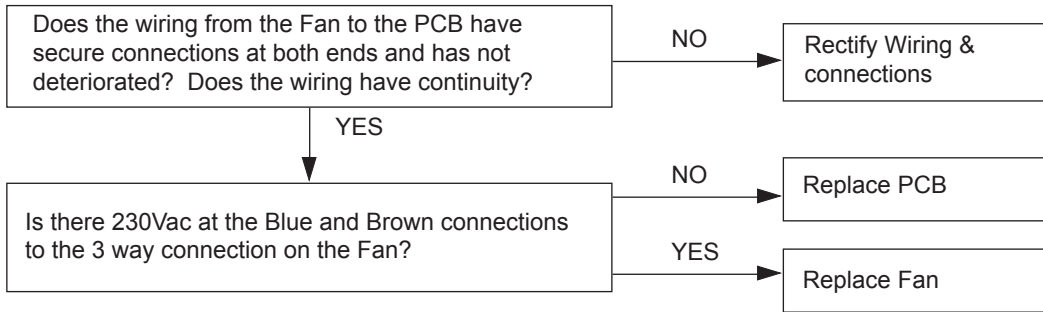 Does the wiring from the Fan to the PCB have
secure connections at both ends and has not
deteriorated? Does the wiring have continuity?
NO
Rectify Wiring &
connections
YES
Is there 230Vac at the Blue and Brown connections
to the 3 way connection on the Fan?
NO
Replace PCB
YES
Replace Fan